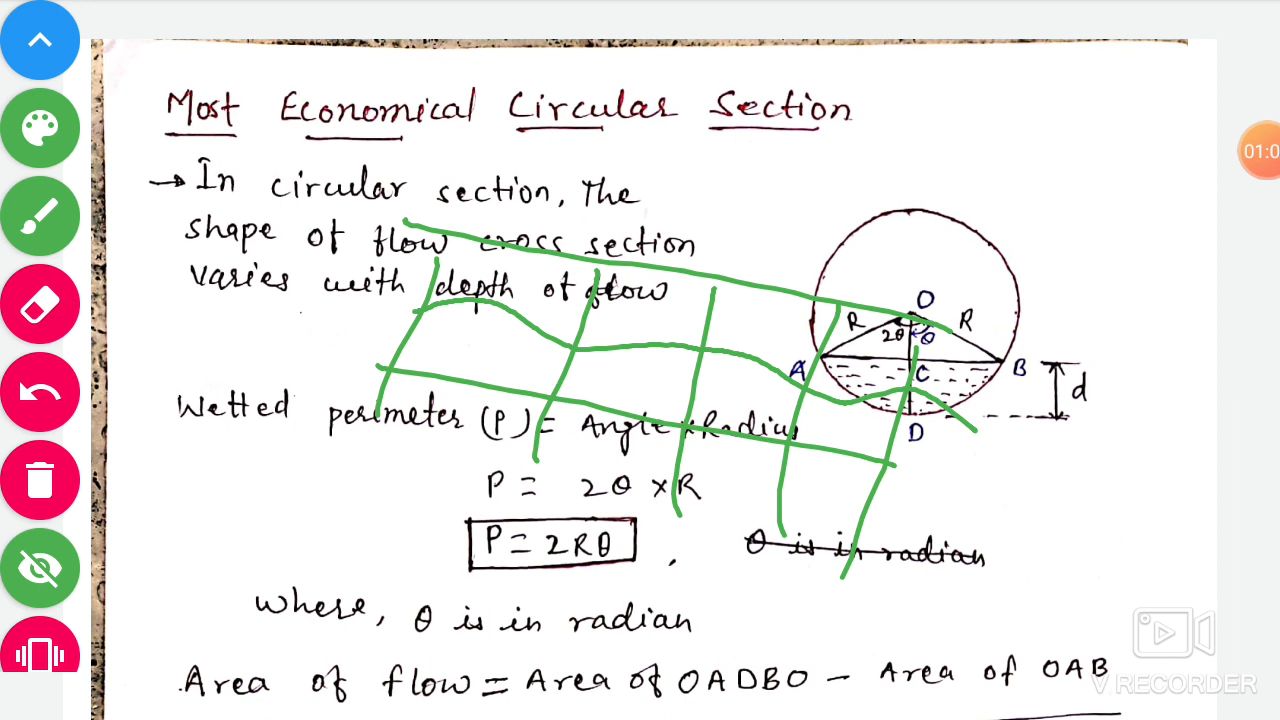 Most Economical Circular Section
→ In circular section, The
shape of flow cross section
varies with depth of flow
O
R
R
2θ
θ
A
C
B
d
D
Wetted perimeter (P) = Angle × Radius
P = 2θ × R
P = 2Rθ , θ is in radian
where, θ is in radian
Area of flow = Area of OADBO - Area of OAB
01:0
V RECORDER